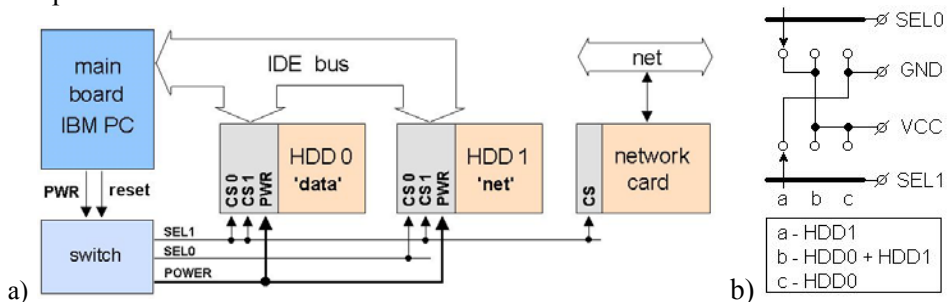 main
board
IBM PC
PWR
reset
switch
IDE bus
HDD 0
'data'
CS 0
CS 1
PWR
HDD 1
'net'
CS 0
CS 1
PWR
net
network
card
CS
SEL1
SEL0
POWER
a)
SEL0
GND
VCC
SEL1
a b c
a - HDD1
b - HDD0 + HDD1
c - HDD0
b)